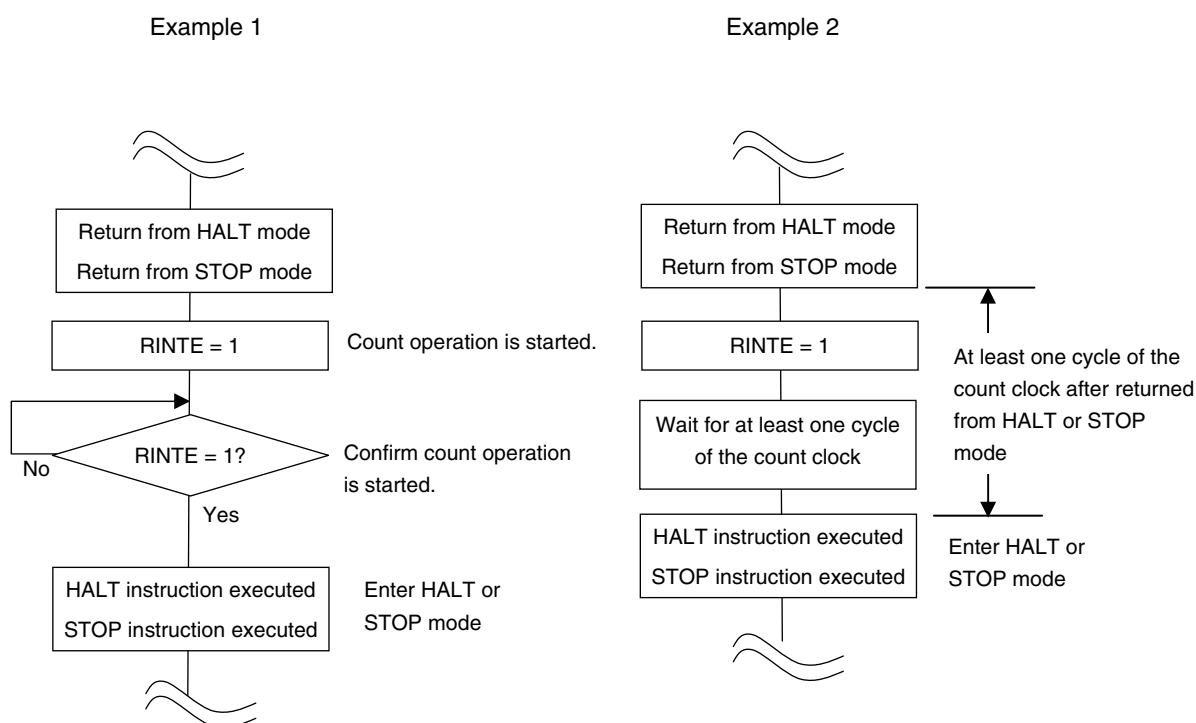 Example 1
Return from HALT mode
Return from STOP mode
RINTE = 1
Count operation is started.
RINTE = 1?
No
Confirm count operation
is started.
Yes
HALT instruction executed
STOP instruction executed
Enter HALT or
STOP mode
Example 2
Return from HALT mode
Return from STOP mode
RINTE = 1
At least one cycle of the
count clock after returned
from HALT or STOP
mode
Wait for at least one cycle
of the count clock
HALT instruction executed
STOP instruction executed
Enter HALT or
STOP mode